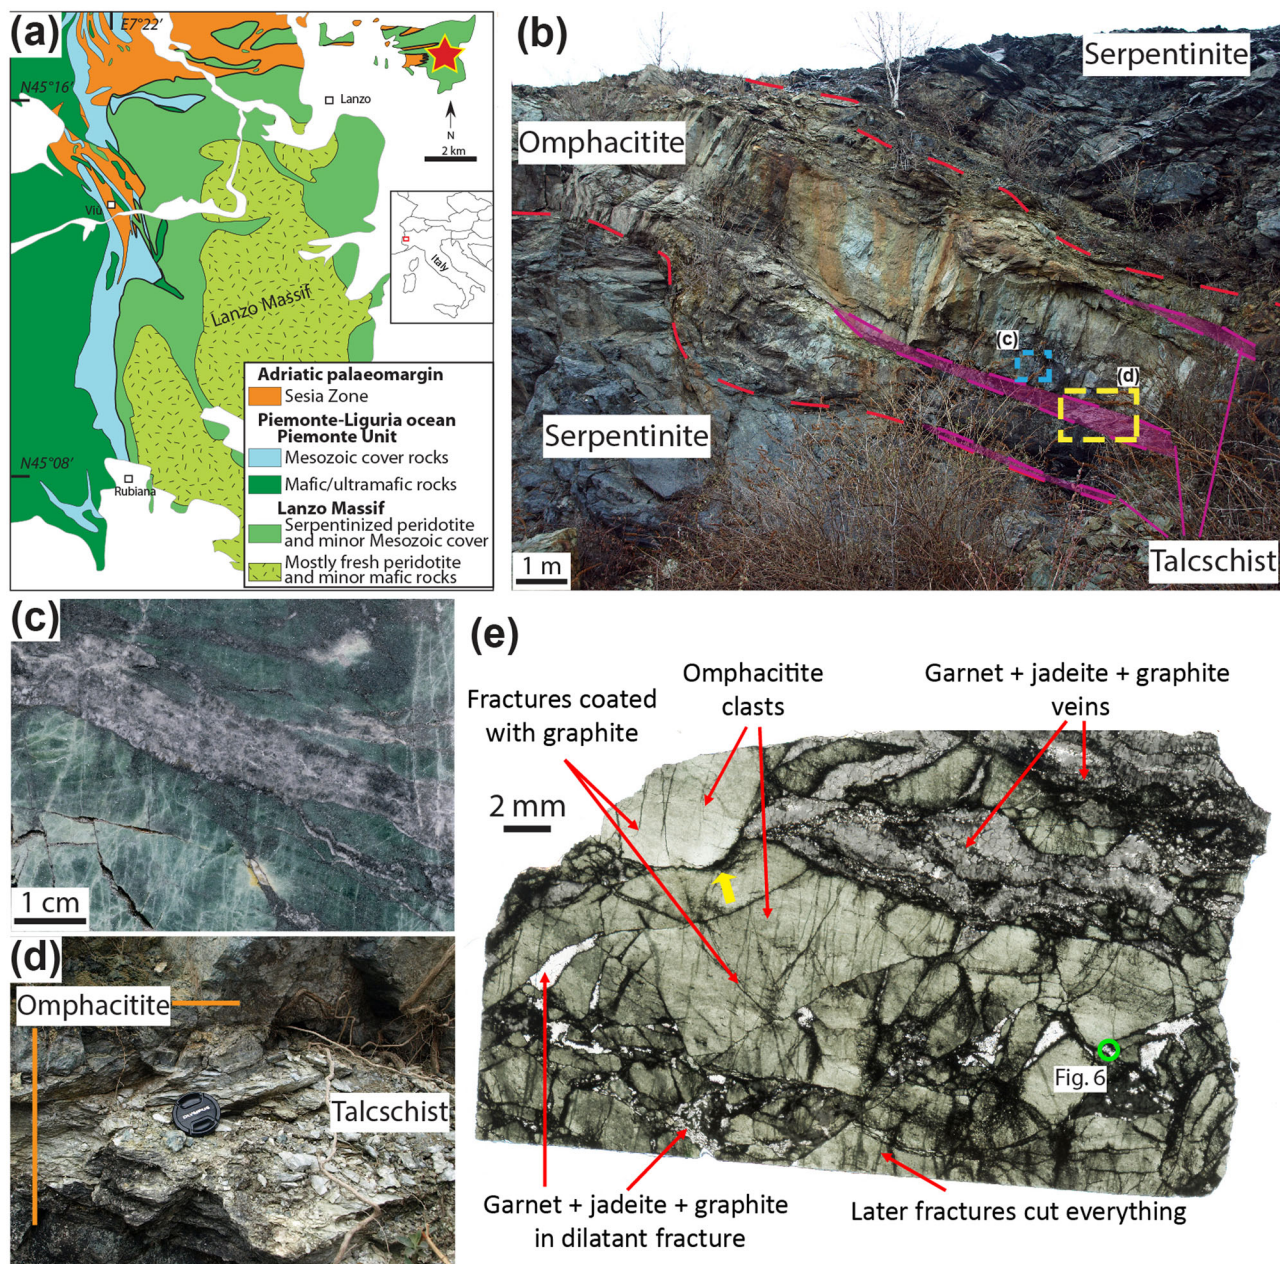 (a)
E7°22’
N45°16’
Lanzo
N
2 km
Viù
Italy
Lanzo Massif
N45°08’
Rubiana
Adriatic palaeomargin
Sesia Zone
Piemonte-Liguria ocean
Piemonte Unit
Mesozoic cover rocks
Mafic/ultramafic rocks
Lanzo Massif
Serpentinized peridotite
and minor Mesozoic cover
Mostly fresh peridotite
and minor mafic rocks
(b)
Serpentinite
Omphacitite
(c)
(d)
Serpentinite
1 m
Talcschist
(c)
1 cm
(d)
Omphacitite
OLYMPUS
Talcschist
(e)
Fractures coated
with graphite
Omphacitite
clasts
Garnet + jadeite + graphite
veins
2 mm
Fig. 6
Garnet + jadeite + graphite
in dilatant fracture
Later fractures cut everything